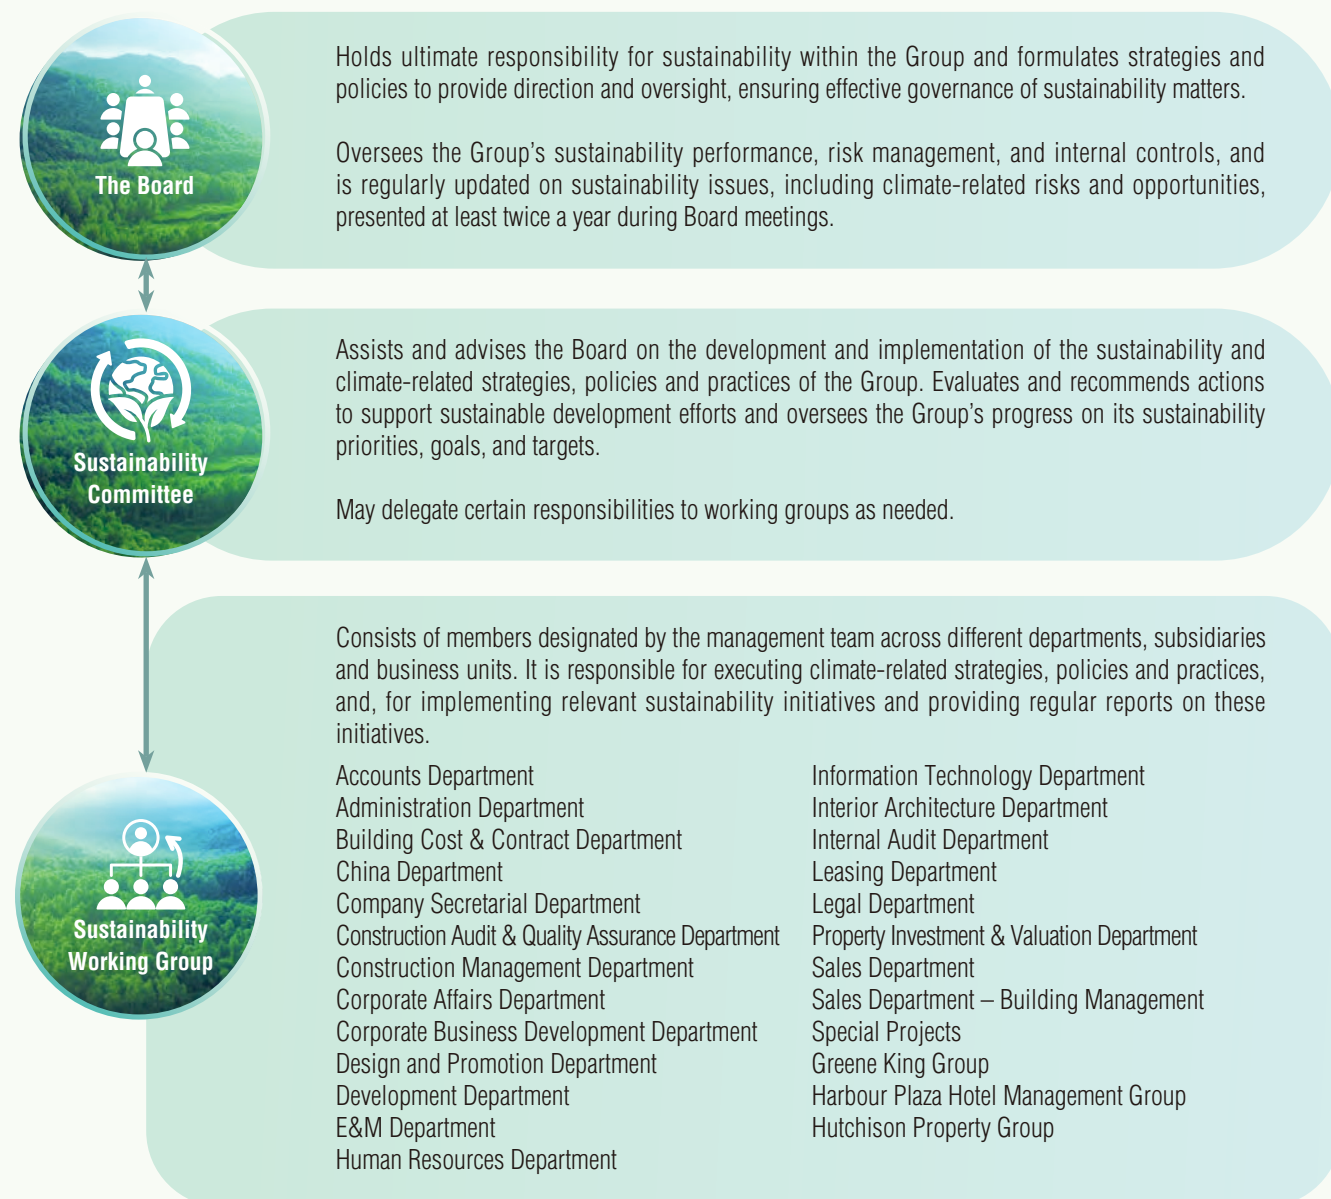 The Board
Holds ultimate responsibility for sustainability within the Group and formulates strategies and
policies to provide direction and oversight, ensuring effective governance of sustainability matters.
Oversees the Group's sustainability performance, risk management, and internal controls, and
is regularly updated on sustainability issues, including climate-related risks and opportunities,
presented at least twice a year during Board meetings.
Sustainability
Committee
Assists and advises the Board on the development and implementation of the sustainability and
climate-related strategies, policies and practices of the Group. Evaluates and recommends actions
to support sustainable development efforts and oversees the Group's progress on its sustainability
priorities, goals, and targets.
May delegate certain responsibilities to working groups as needed.
Sustainability
Working Group
Consists of members designated by the management team across different departments, subsidiaries
and business units. It is responsible for executing climate-related strategies, policies and practices,
and, for implementing relevant sustainability initiatives and providing regular reports on these
initiatives.
Accounts Department
Administration Department
Building Cost & Contract Department
China Department
Company Secretarial Department
Construction Audit & Quality Assurance Department
Construction Management Department
Corporate Affairs Department
Corporate Business Development Department
Design and Promotion Department
Development Department
E&M Department
Human Resources Department
Information Technology Department
Interior Architecture Department
Internal Audit Department
Leasing Department
Legal Department
Property Investment & Valuation Department
Sales Department
Sales Department – Building Management
Special Projects
Greene King Group
Harbour Plaza Hotel Management Group
Hutchison Property Group